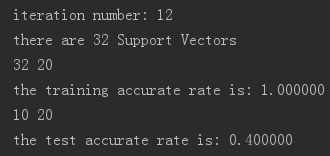 iteration number: 12
there are 32 Support Vectors
32 20
the training accurate rate is: 1.000000
10 20
the test accurate rate is: 0.400000